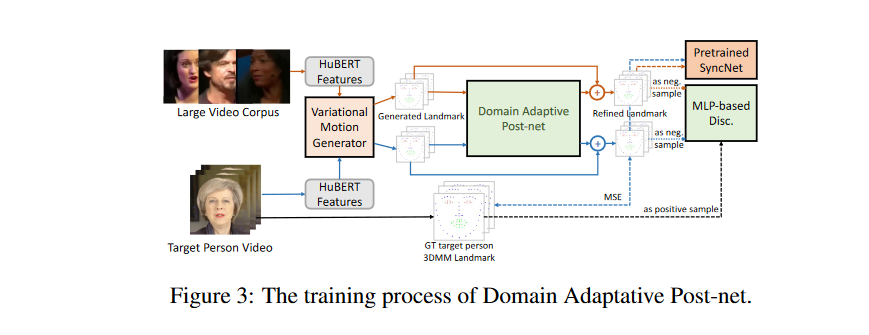 HuBERT
Features
Large Video Corpus
Variational
Motion
Generator
Generated Landmark
Domain Adaptive
Post-net
Refined Landmark
as neg.
sample
Pretrained
SyncNet
MLP-based
Disc.
as neg.
sample
HuBERT
Features
Target Person Video
MSE
as positive sample
GT target person
3DMM Landmark
Figure 3: The training process of Domain Adaptative Post-net.